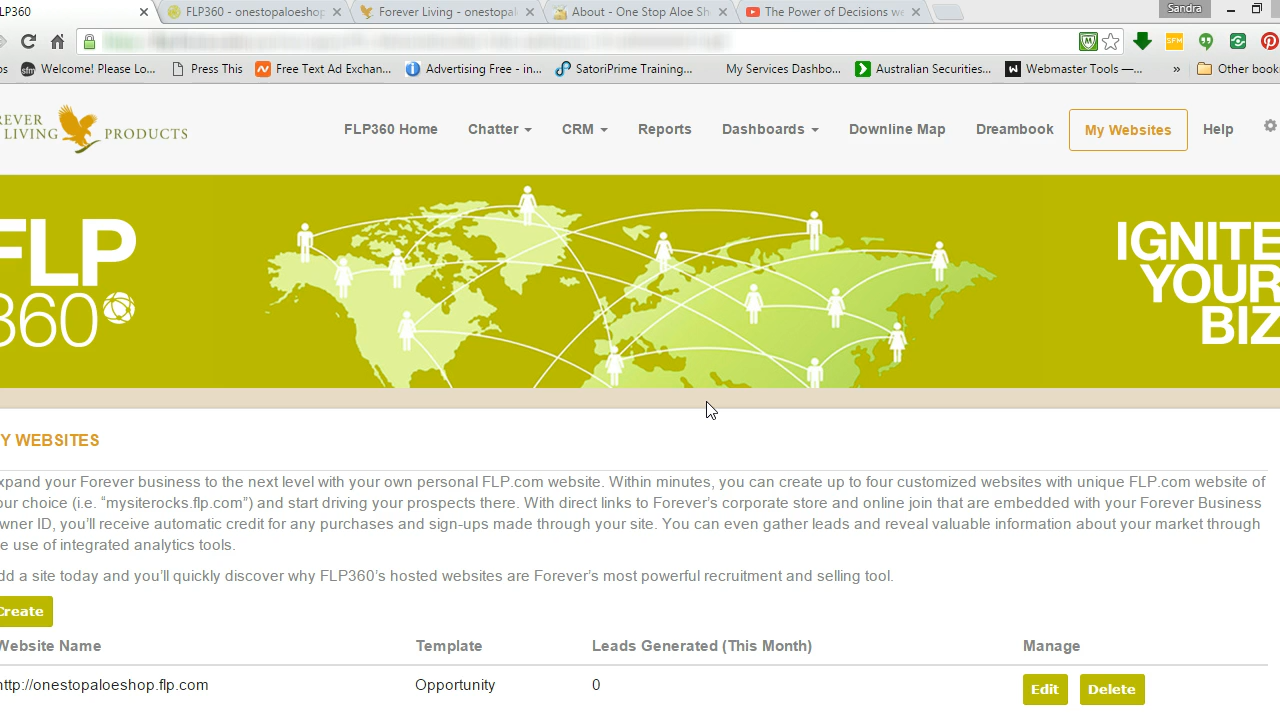 LP360
FLP360 - onestopaloeshop
Forever Living - onestopal
About - One Stop Aloe Sh
The Power of Decisions we
Sandra
os
Welcome! Please Lo...
Press This
Free Text Ad Exchan...
Advertising Free - in...
SatoriPrime Training...
My Services Dashbo...
Australian Securities...
Webmaster Tools —...
»
Other book
REVER
LIVING PRODUCTS
FLP360 Home
Chatter
CRM
Reports
Dashboards
Downline Map
Dreambook
My Websites
Help
FLP
360
IGNITE
YOUR
BIZ
Y WEBSITES
xpand your Forever business to the next level with your own personal FLP.com website. Within minutes, you can create up to four customized websites with unique FLP.com website of
our choice (i.e. “mysiterocks.flp.com”) and start driving your prospects there. With direct links to Forever’s corporate store and online join that are embedded with your Forever Business
wner ID, you’ll receive automatic credit for any purchases and sign-ups made through your site. You can even gather leads and reveal valuable information about your market through
e use of integrated analytics tools.
dd a site today and you’ll quickly discover why FLP360’s hosted websites are Forever’s most powerful recruitment and selling tool.
Create
Website Name
Template
Leads Generated (This Month)
Manage
http://onestopaloeshop.flp.com
Opportunity
0
Edit
Delete